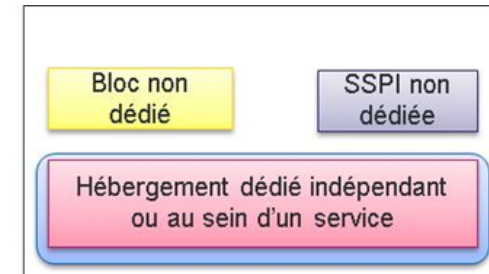 Bloc non
dédié
SSPI non
dédiée
Hébergement dédié indépendant
ou au sein d'un service